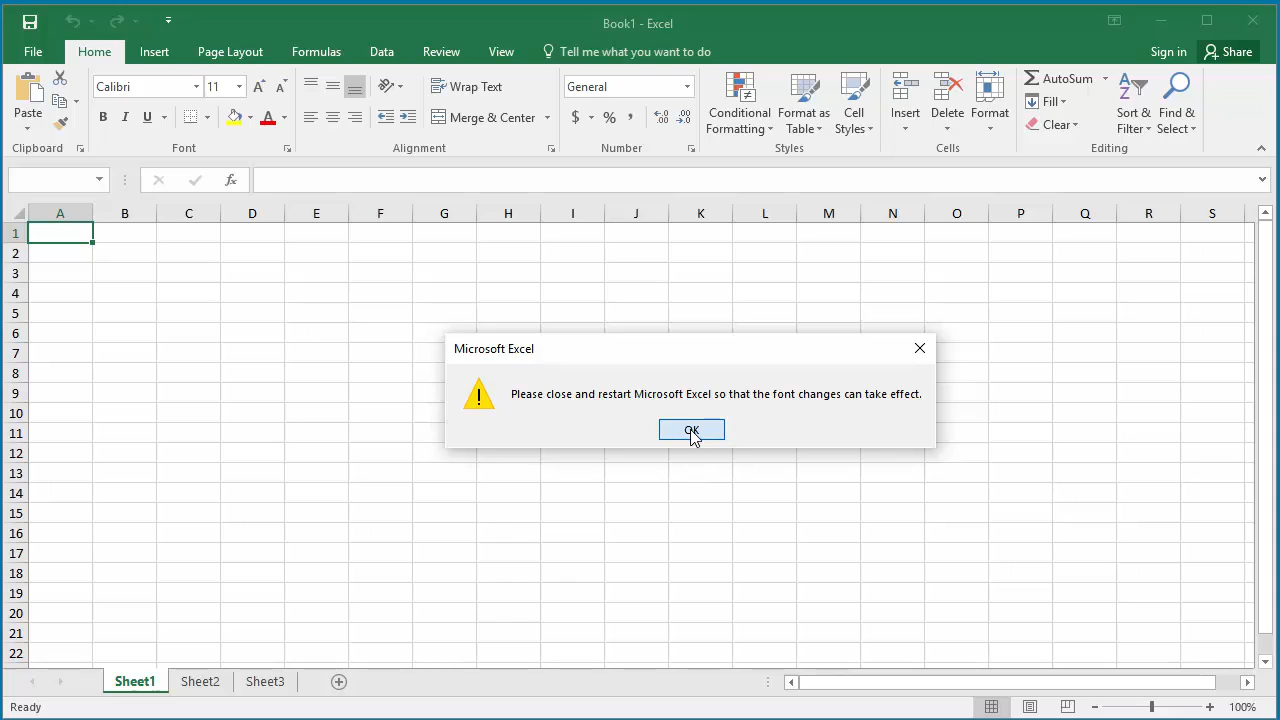 Book1 - Excel
File Home Insert Page Layout Formulas Data Review View Tell me what you want to do Sign in Share
Paste
Clipboard
Calibri 11
B I U A
Font
Wrap Text
Merge & Center
Alignment
General
$ % ,
Number
Conditional Formatting
Format as Table
Cell Styles
Styles
Insert
Delete
Format
Cells
AutoSum
Fill
Clear
Sort & Filter
Find & Select
Editing
fx
A B C D E F G H I J K L M N O P Q R S
1
2
3
4
5
6
7
8
9
10
11
12
13
14
15
16
17
18
19
20
21
22
Microsoft Excel
Please close and restart Microsoft Excel so that the font changes can take effect.
OK
Sheet1 Sheet2 Sheet3
Ready 100%